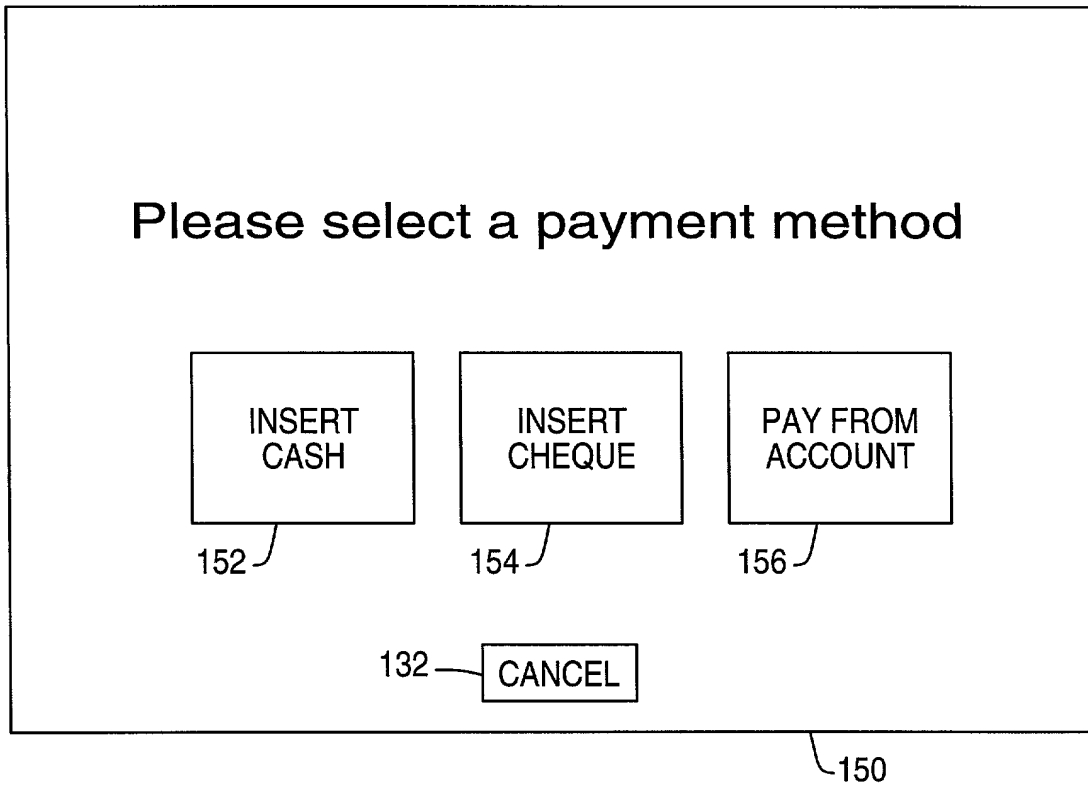 Please select a payment method
INSERT
CASH
INSERT
CHEQUE
PAY FROM
ACCOUNT
152
154
156
132
CANCEL
150